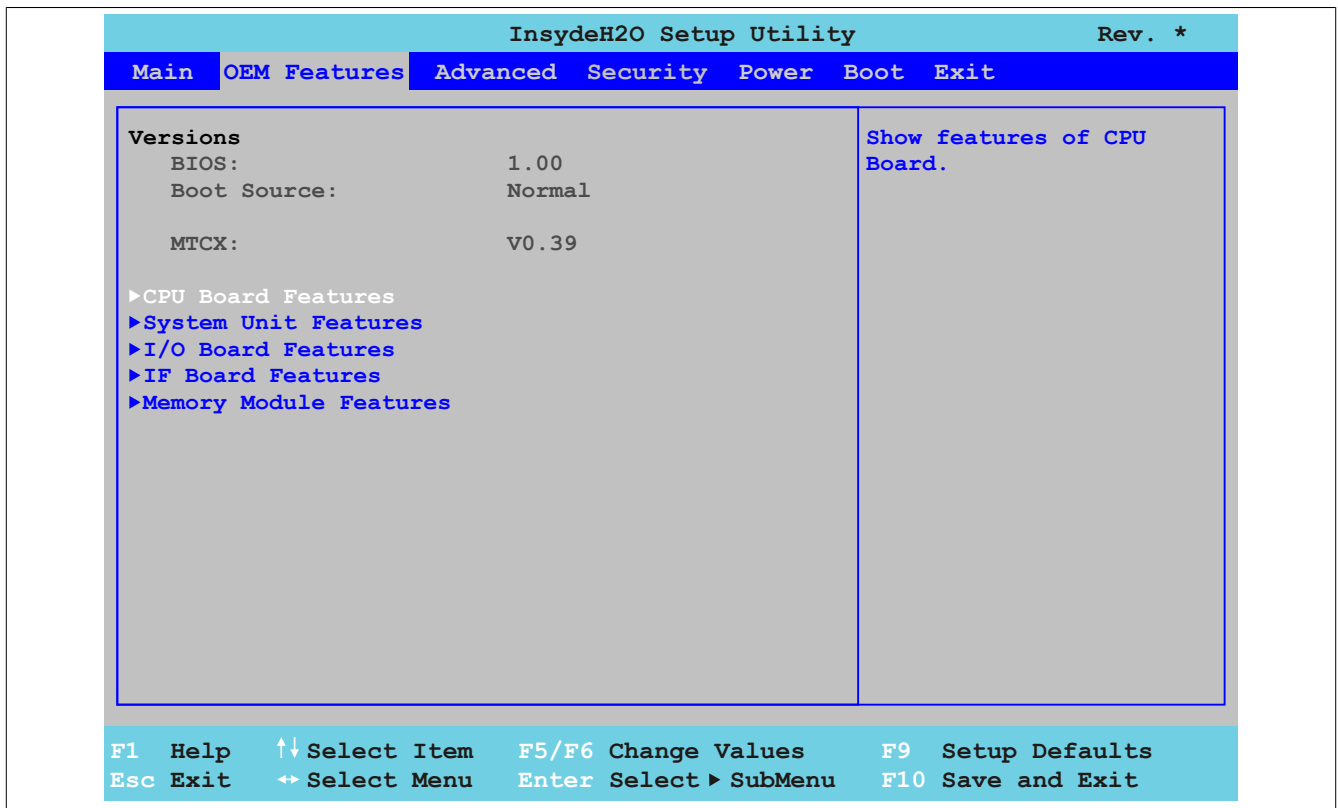 InsydeH2O Setup Utility Rev. *
Main OEM Features Advanced Security Power Boot Exit
Versions
BIOS: 1.00
Boot Source: Normal
MTCX: V0.39
▶CPU Board Features
▶System Unit Features
▶I/O Board Features
▶IF Board Features
▶Memory Module Features
Show features of CPU
Board.
F1 Help ↑↓ Select Item F5/F6 Change Values F9 Setup Defaults
Esc Exit ↔ Select Menu Enter Select ▶ SubMenu F10 Save and Exit